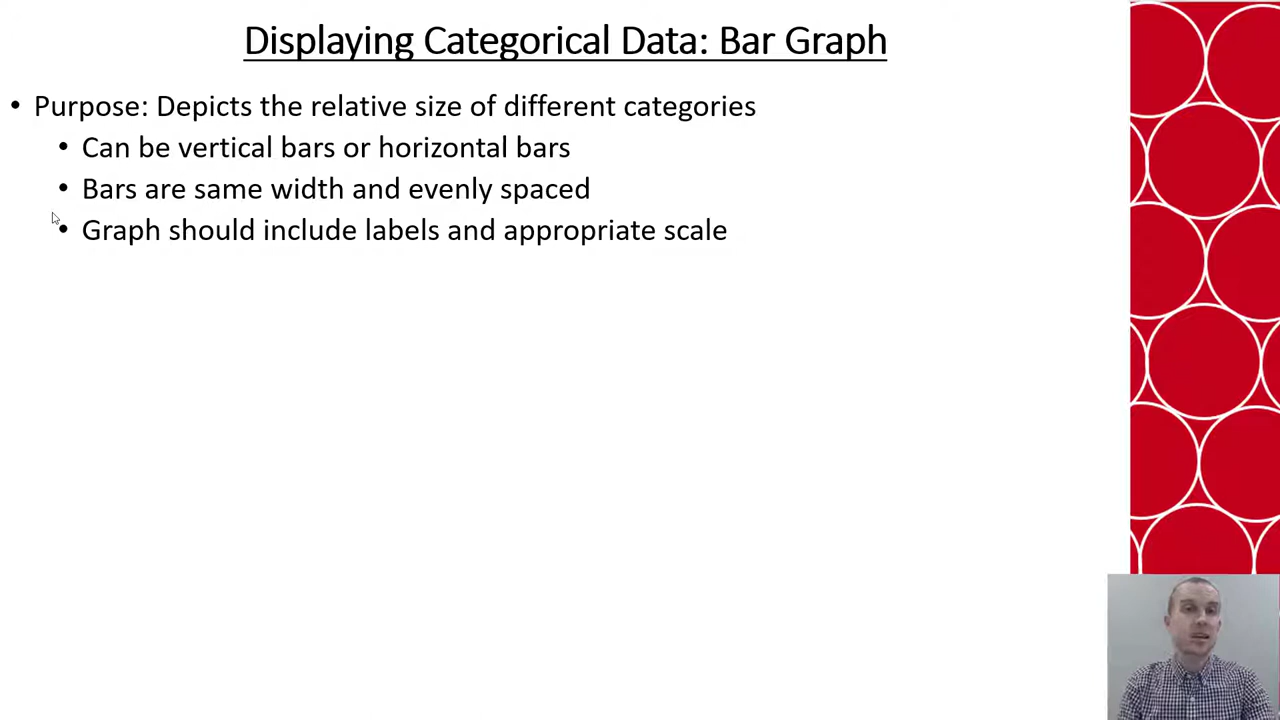 Displaying Categorical Data: Bar Graph
• Purpose: Depicts the relative size of different categories
• Can be vertical bars or horizontal bars
• Bars are same width and evenly spaced
• Graph should include labels and appropriate scale